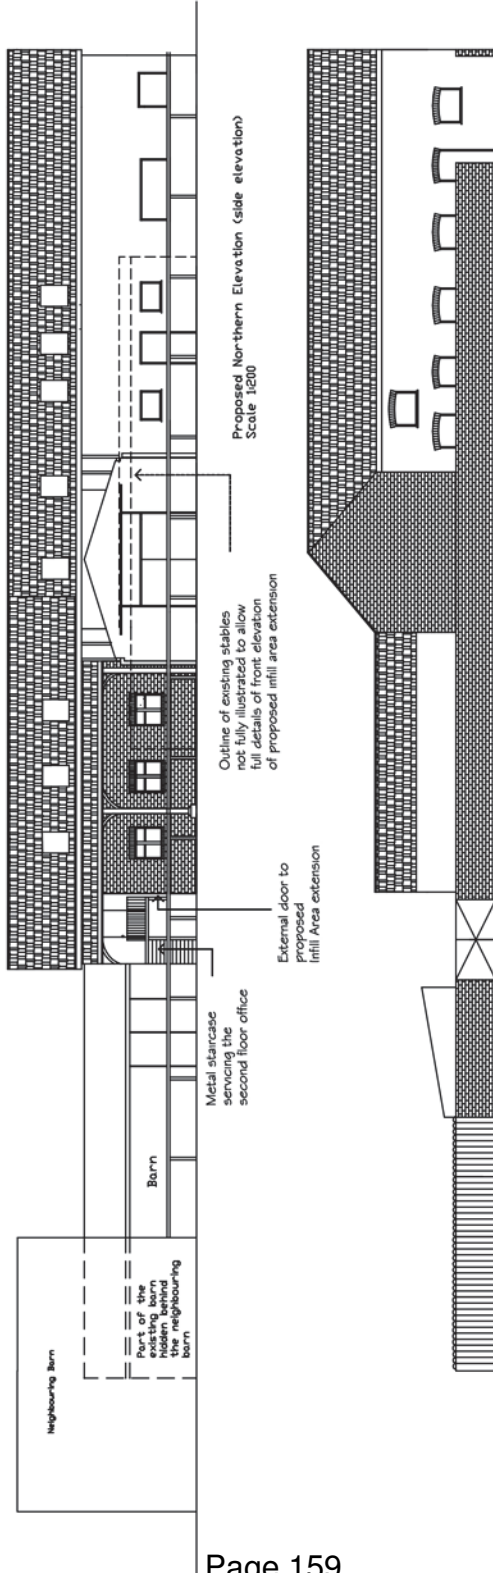 Neighbouring Barn
Part of the
existing barn
hidden behind
the neighbouring
barn
Barn
Metal staircase
servicing the
second floor office
External door to
proposed
Infill Area extension
Outline of existing stables
not fully illustrated to allow
full details of front elevation
of proposed infill area extension
Proposed Northern Elevation (side elevation)
Scale 1:200
Page 159